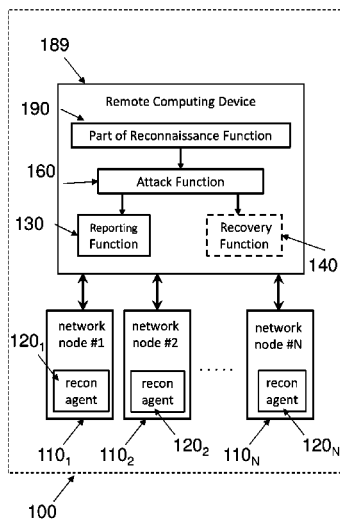 189
190
Remote Computing Device
Part of Reconnaissance Function
160
Attack Function
130
Reporting
Function
Recovery
Function
140
network
node #1
network
node #2
network
node #N
120₁
recon
agent
recon
agent
. . . . .
recon
agent
110₁
110₂
120₂
110N
120N
100